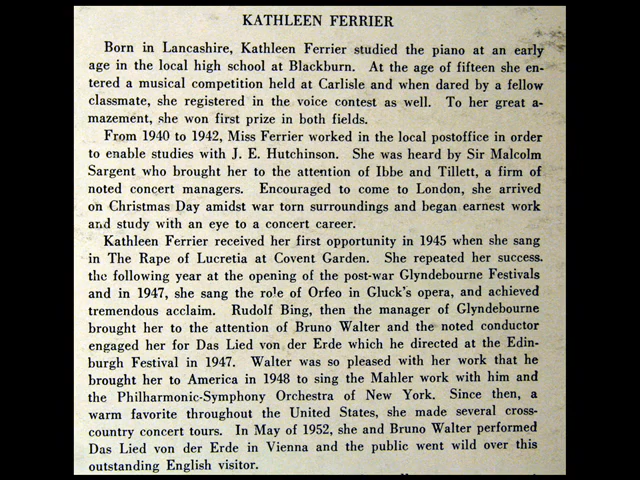 KATHLEEN FERRIER
Born in Lancashire, Kathleen Ferrier studied the piano at an early
age in the local high school at Blackburn. At the age of fifteen she en-
tered a musical competition held at Carlisle and when dared by a fellow
classmate, she registered in the voice contest as well. To her great a-
mazement, she won first prize in both fields.
From 1940 to 1942, Miss Ferrier worked in the local postoffice in order
to enable studies with J. E. Hutchinson. She was heard by Sir Malcolm
Sargent who brought her to the attention of Ibbe and Tillett, a firm of
noted concert managers. Encouraged to come to London, she arrived
on Christmas Day amidst war torn surroundings and began earnest work
and study with an eye to a concert career.
Kathleen Ferrier received her first opportunity in 1945 when she sang
in The Rape of Lucretia at Covent Garden. She repeated her success.
the following year at the opening of the post-war Glyndebourne Festivals
and in 1947, she sang the role of Orfeo in Gluck's opera, and achieved
tremendous acclaim. Rudolf Bing, then the manager of Glyndebourne
brought her to the attention of Bruno Walter and the noted conductor
engaged her for Das Lied von der Erde which he directed at the Edin-
burgh Festival in 1947. Walter was so pleased with her work that he
brought her to America in 1948 to sing the Mahler work with him and
the Philharmonic-Symphony Orchestra of New York. Since then, a
warm favorite throughout the United States, she made several cross-
country concert tours. In May of 1952, she and Bruno Walter performed
Das Lied von der Erde in Vienna and the public went wild over this
outstanding English visitor.